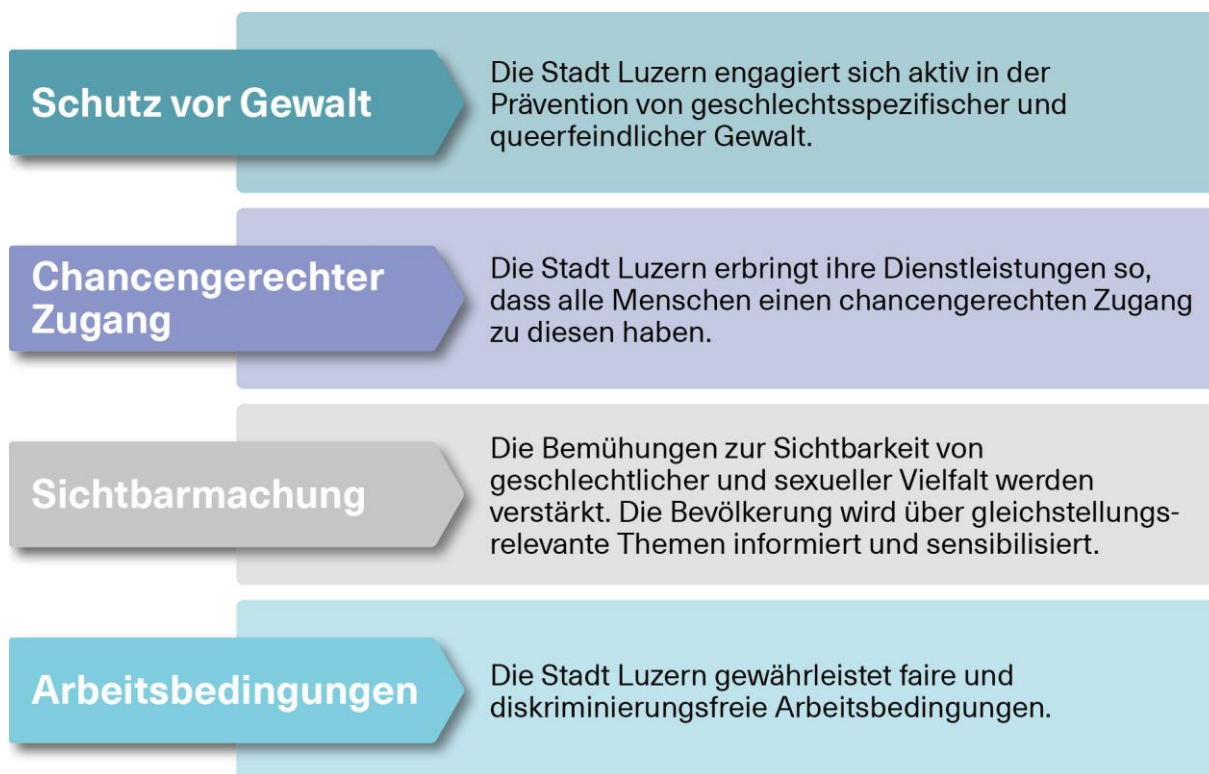 Schutz vor Gewalt
Die Stadt Luzern engagiert sich aktiv in der
Prävention von geschlechtsspezifischer und
queerfeindlicher Gewalt.
Chancengerechter
Zugang
Die Stadt Luzern erbringt ihre Dienstleistungen so,
dass alle Menschen einen chancengerechten Zugang
zu diesen haben.
Sichtbarmachung
Die Bemühungen zur Sichtbarkeit von
geschlechtlicher und sexueller Vielfalt werden
verstärkt. Die Bevölkerung wird über gleichstellungs-
relevante Themen informiert und sensibilisiert.
Arbeitsbedingungen
Die Stadt Luzern gewährleistet faire und
diskriminierungsfreie Arbeitsbedingungen.